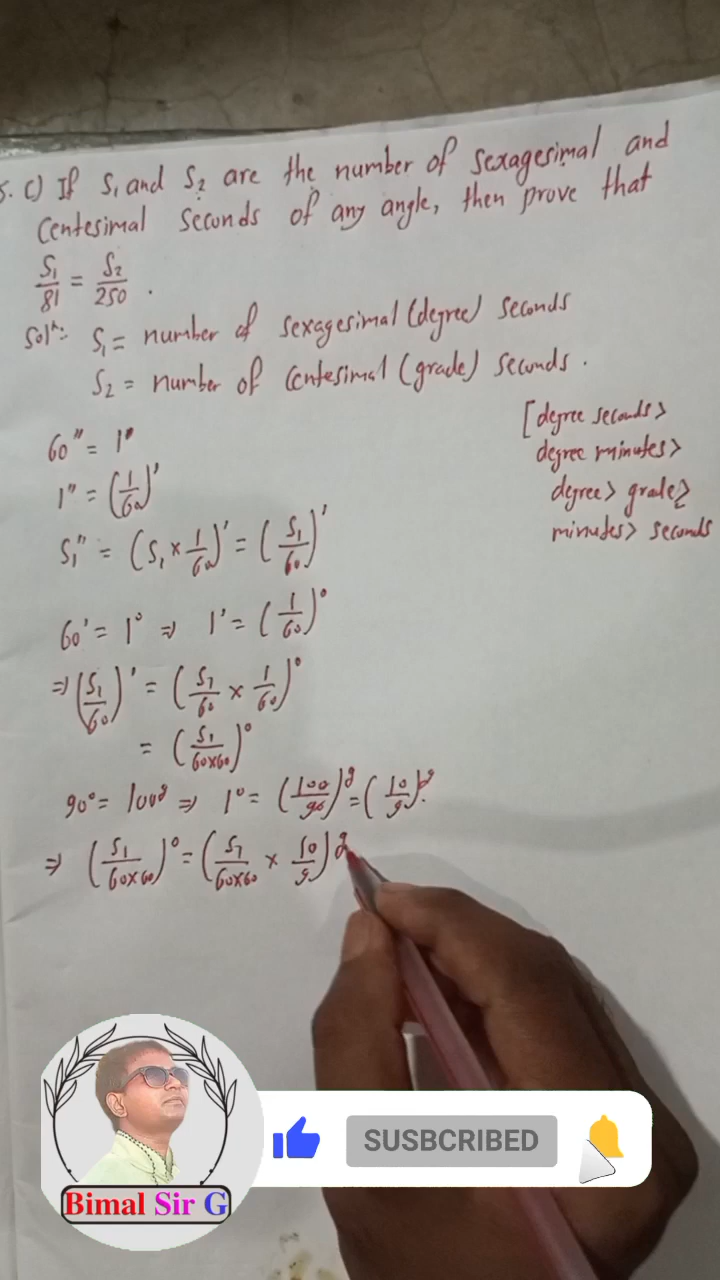 5. c) If S₁ and S₂ are the number of sexagesimal and
Centesimal seconds of any angle, then prove that
S₁/81 = S₂/250 .
Solⁿ: S₁ = number of sexagesimal (degree) seconds
S₂ = number of Centesimal (grade) seconds .
[degree seconds>
degree minutes>
degree> grade>
minutes> seconds
60" = 1'
1" = (1/60)'
S₁" = (S₁ × 1/60)' = (S₁/60)'
60' = 1° ⇒ 1' = (1/60)°
⇒ (S₁/60)' = (S₁/60 × 1/60)°
= (S₁/60×60)°
90° = 100g ⇒ 1° = (100/90)g = (10/9)g.
⇒ (S₁/60×60)° = (S₁/60×60 × 10/9)g
SUSBCRIBED
Bimal Sir G